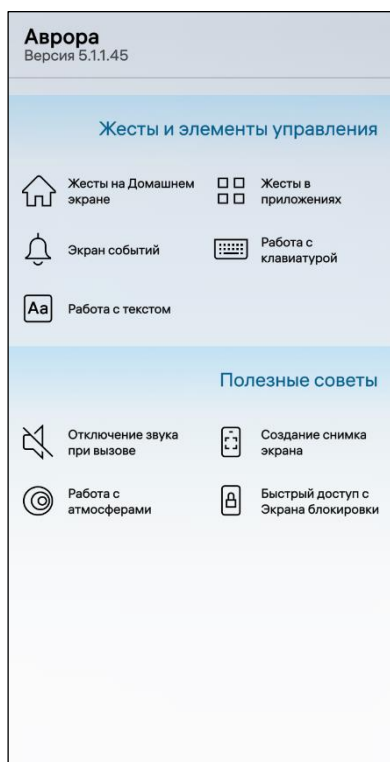 Аврора
Версия 5.1.1.45
Жесты и элементы управления
Жесты на Домашнем
экране
Жесты в
приложениях
Экран событий
Работа с
клавиатурой
Aa
Работа с текстом
Полезные советы
Отключение звука
при вызове
Создание снимка
экрана
Работа с
атмосферами
Быстрый доступ с
Экрана блокировки